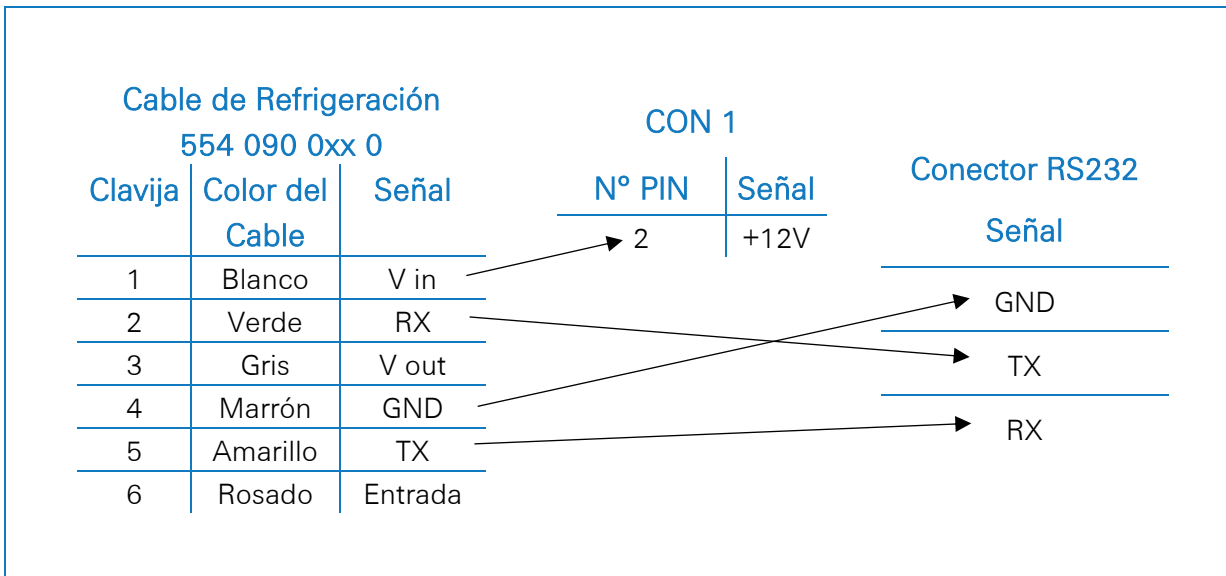 Cable de Refrigeración
554 090 0xx 0
Clavija Color del Cable Señal
1 Blanco V in
2 Verde RX
3 Gris V out
4 Marrón GND
5 Amarillo TX
6 Rosado Entrada
CON 1
Nº PIN Señal
2 +12V
Conector RS232
Señal
GND
TX
RX